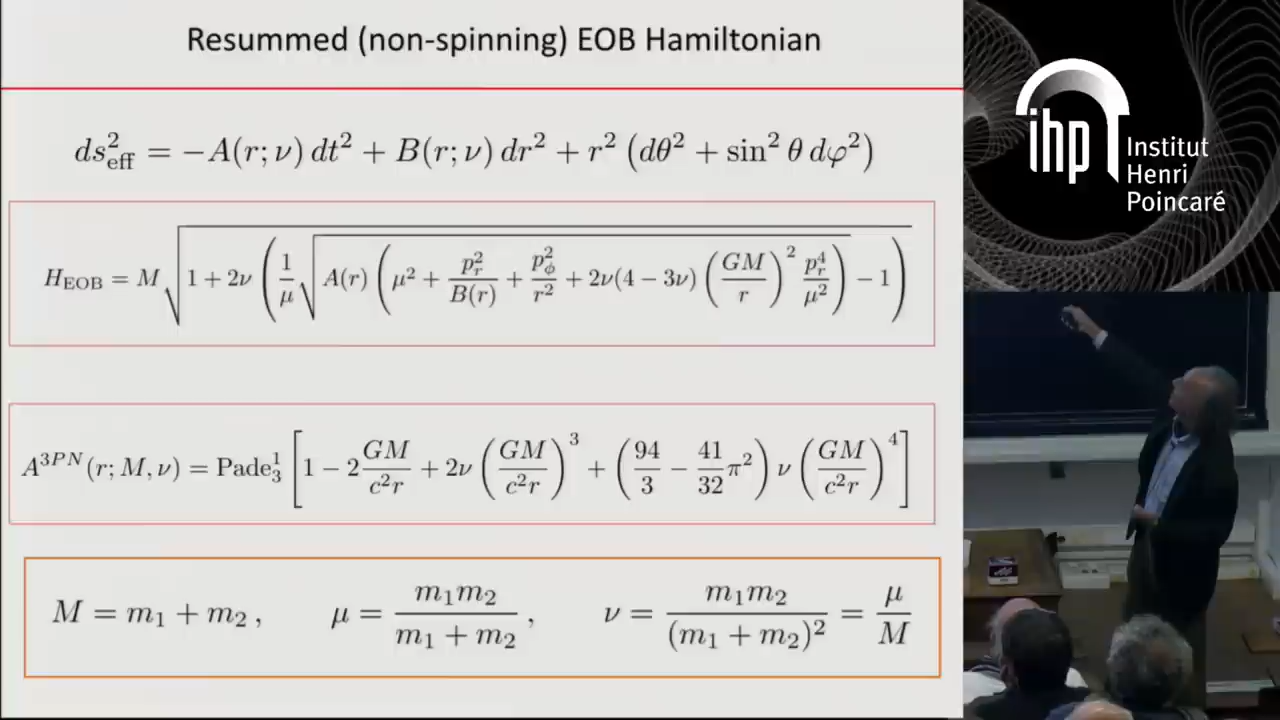 Resummed (non-spinning) EOB Hamiltonian
ds²_eff = −A(r; ν) dt² + B(r; ν) dr² + r² (dθ² + sin² θ dφ²)
H_EOB = M √(1 + 2ν (1/μ √(A(r) (μ² + p_r²/B(r) + p_ϕ²/r² + 2ν(4 − 3ν) (GM/r)² p_r⁴/μ²)) − 1))
A^{3PN}(r; M, ν) = Pade¹₃ [1 − 2 GM/c²r + 2ν (GM/c²r)³ + (94/3 − 41/32 π²) ν (GM/c²r)⁴]
M = m₁ + m₂ , μ = m₁m₂/(m₁ + m₂) , ν = m₁m₂/(m₁ + m₂)² = μ/M
ihp
Institut
Henri
Poincaré